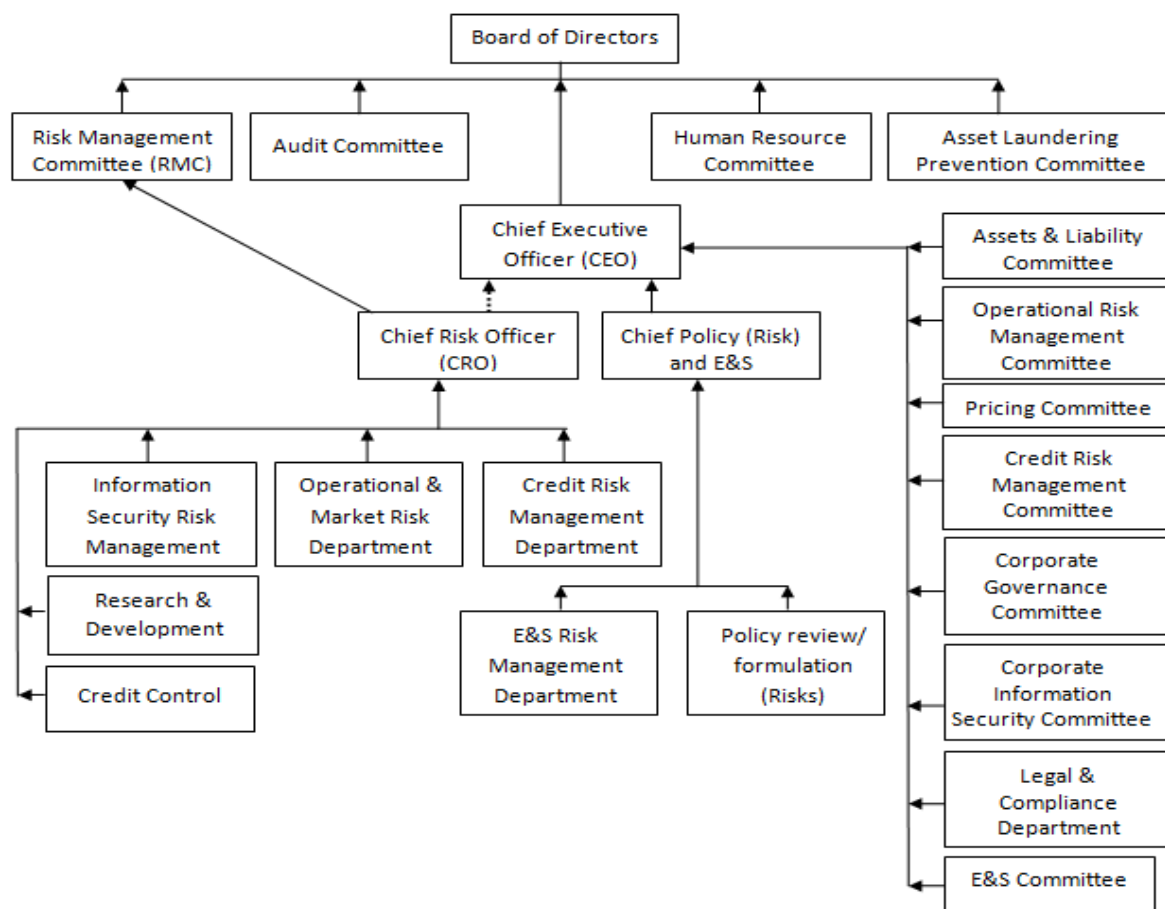 Board of Directors
Risk Management
Committee (RMC)
Audit Committee
Human Resource
Committee
Asset Laundering
Prevention Committee
Chief Executive
Officer (CEO)
Assets & Liability
Committee
Operational Risk
Management
Committee
Chief Risk Officer
(CRO)
Chief Policy (Risk)
and E&S
Pricing Committee
Credit Risk
Management
Committee
Information
Security Risk
Management
Operational &
Market Risk
Department
Credit Risk
Management
Department
Corporate
Governance
Committee
Research &
Development
E&S Risk
Management
Department
Policy review/
formulation
(Risks)
Credit Control
Corporate
Information
Security Committee
Legal &
Compliance
Department
E&S Committee